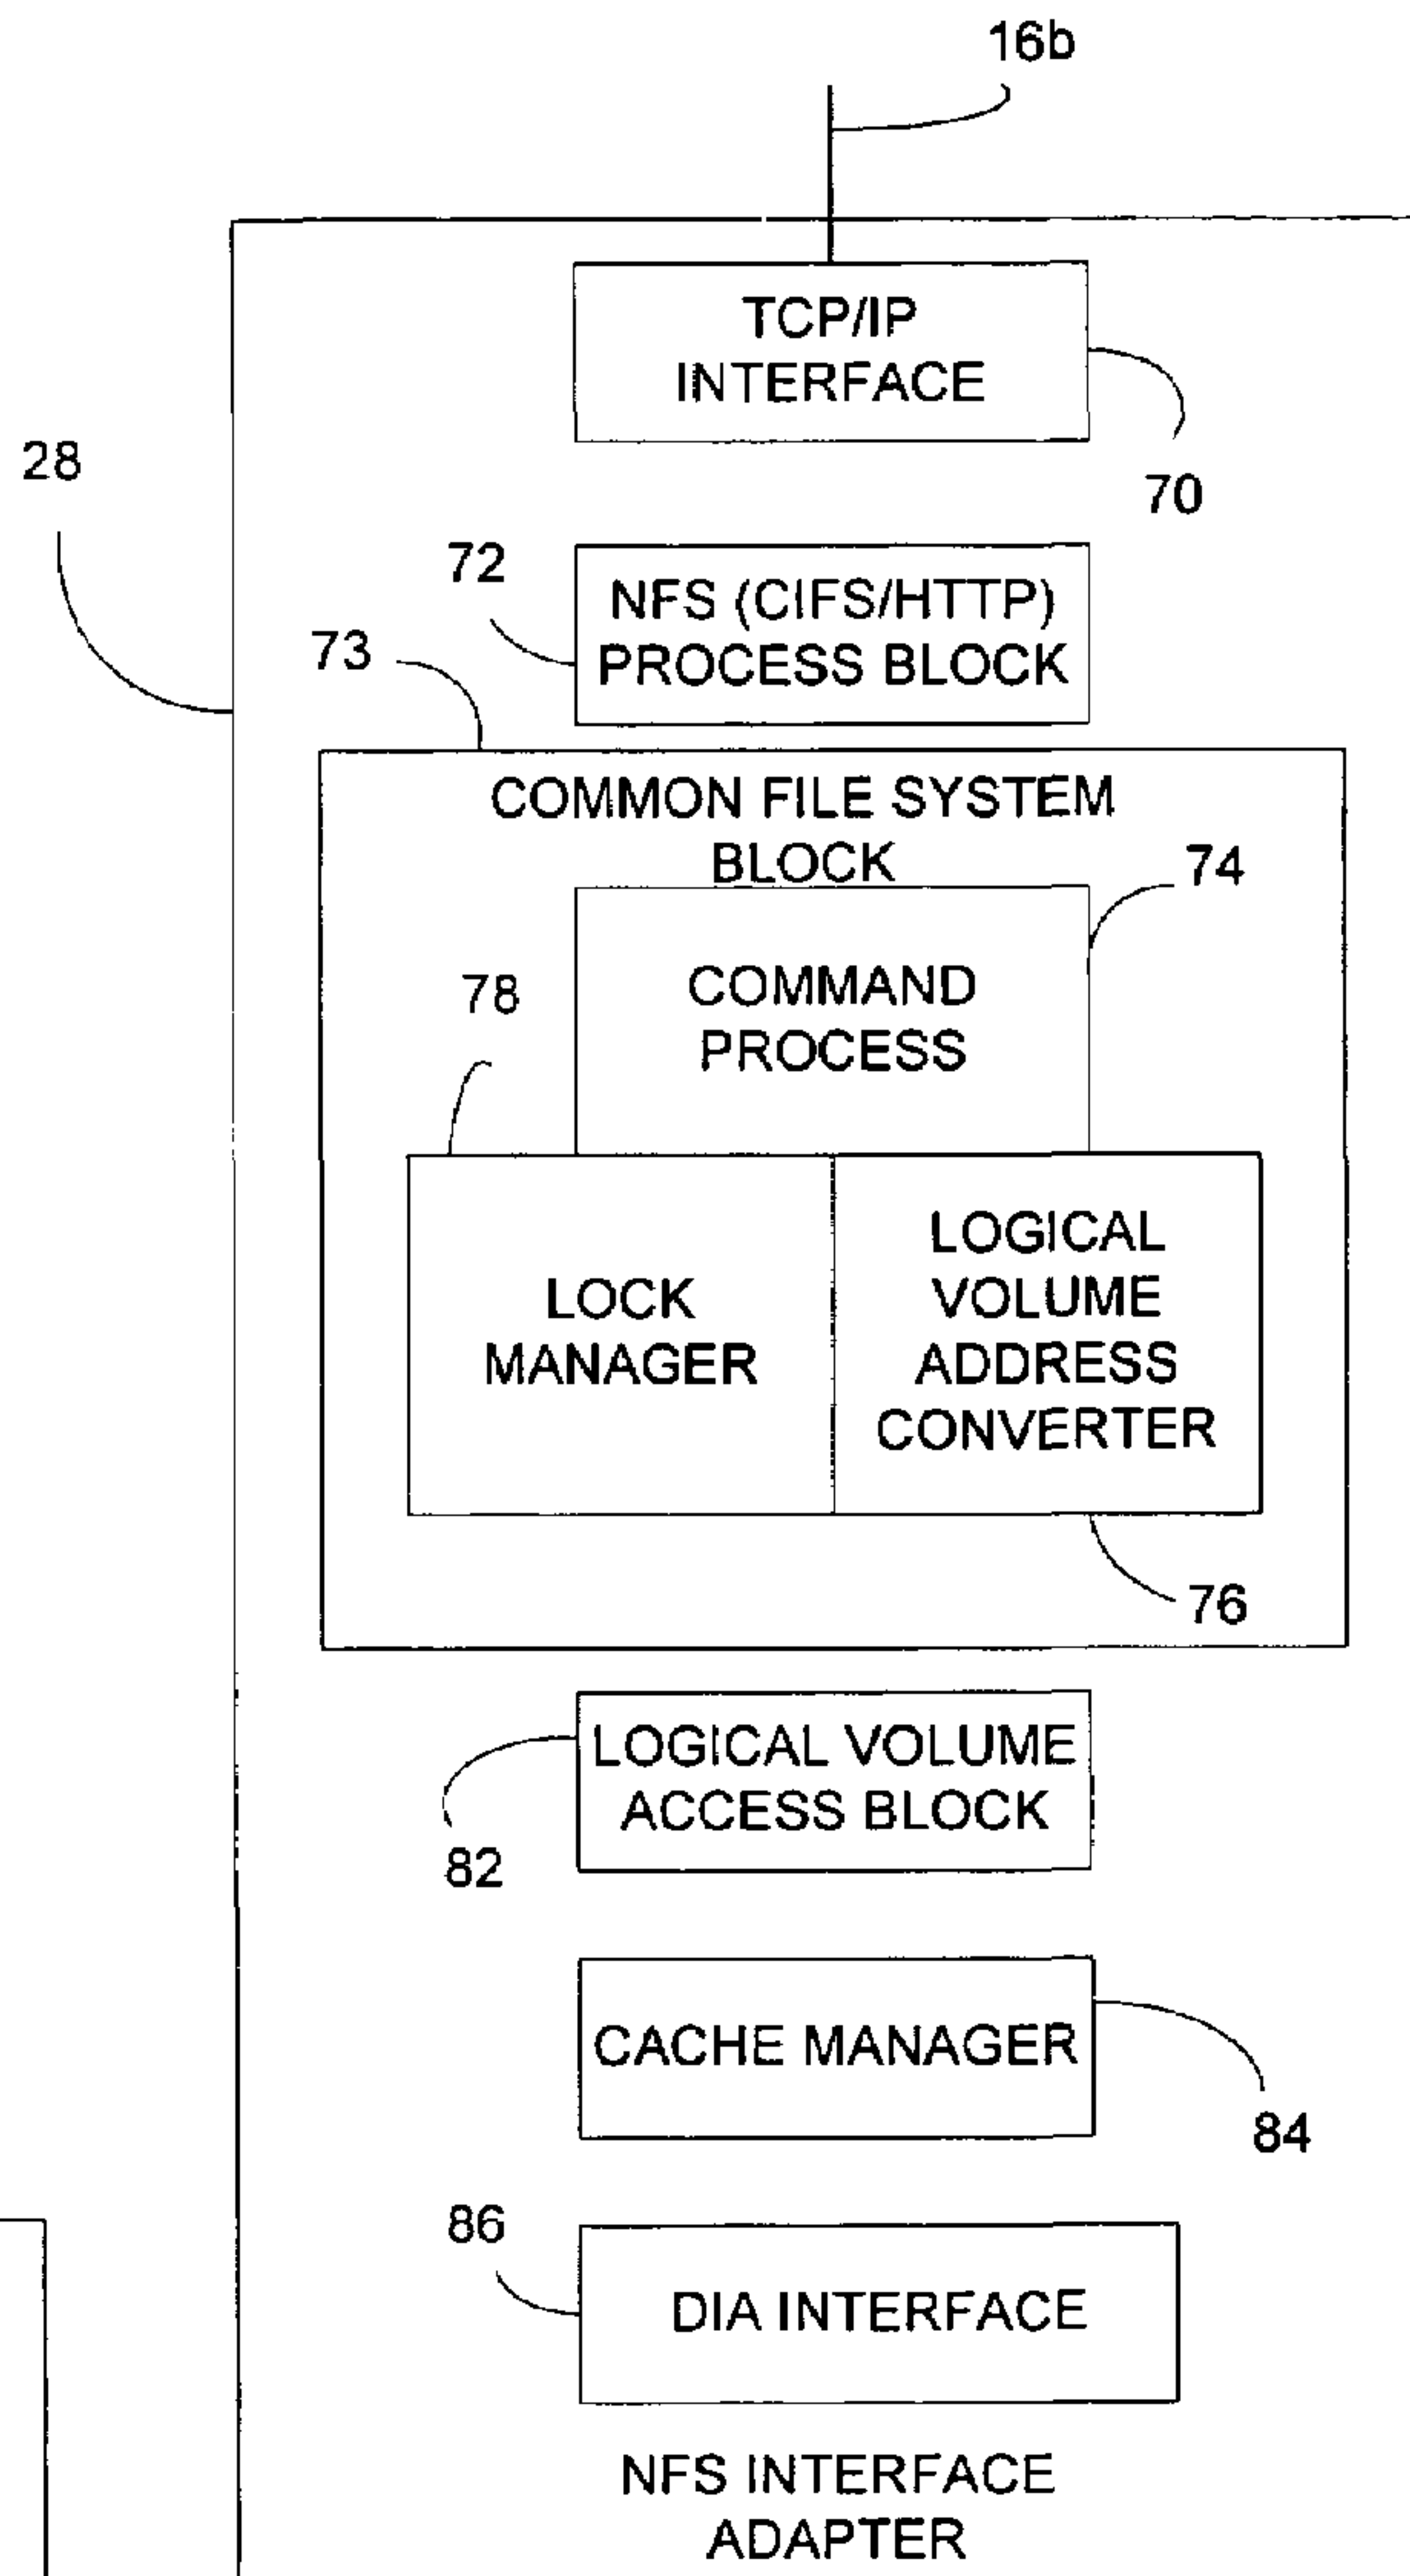 16b
TCP/IP
INTERFACE
28
70
72
NFS (CIFS/HTTP)
PROCESS BLOCK
73
COMMON FILE SYSTEM
BLOCK
74
COMMAND
PROCESS
78
LOCK
MANAGER
LOGICAL
VOLUME
ADDRESS
CONVERTER
76
LOGICAL VOLUME
ACCESS BLOCK
82
CACHE MANAGER
84
86
DIA INTERFACE
NFS INTERFACE
ADAPTER